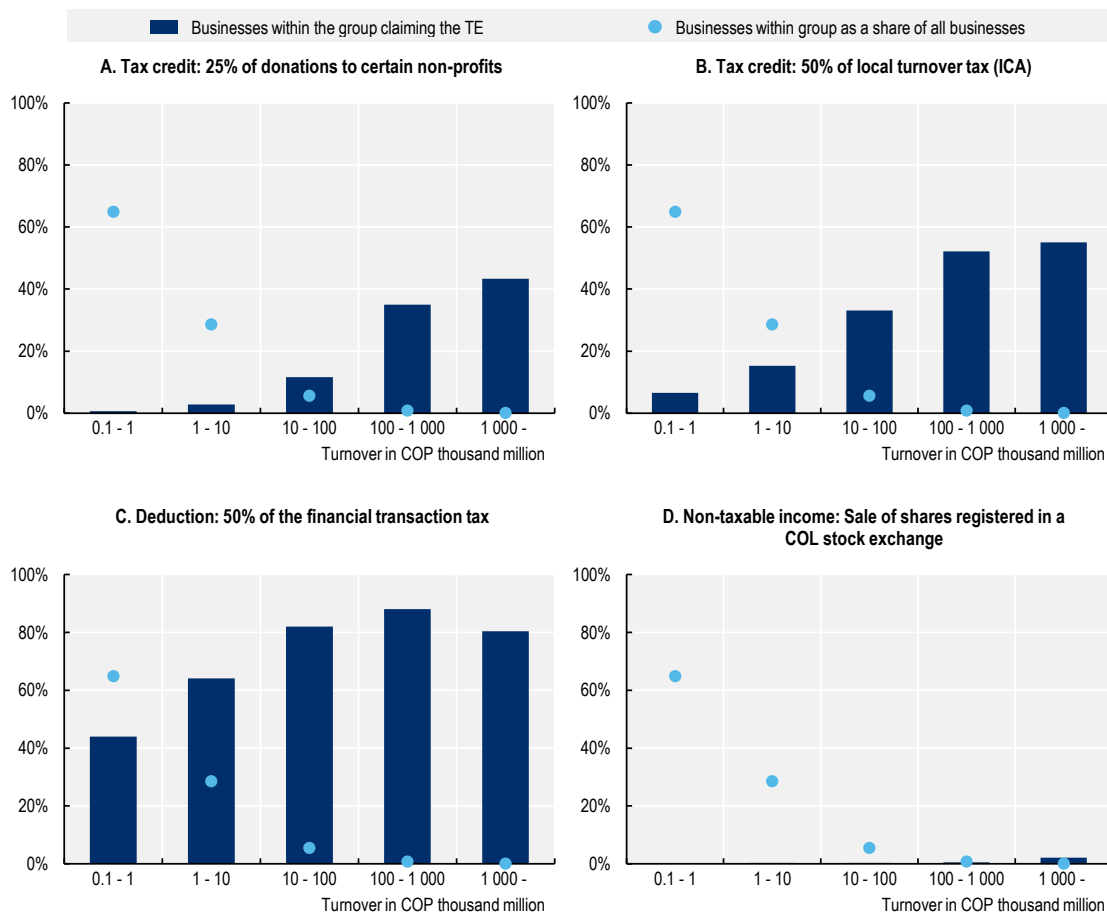 Businesses within the group claiming the TE
Businesses within group as a share of all businesses
A. Tax credit: 25% of donations to certain non-profits
100%
80%
60%
40%
20%
0%
0.1 - 1
1 - 10
10 - 100
100 - 1 000
1 000 -
Turnover in COP thousand million
B. Tax credit: 50% of local turnover tax (ICA)
100%
80%
60%
40%
20%
0%
0.1 - 1
1 - 10
10 - 100
100 - 1 000
1 000 -
Turnover in COP thousand million
C. Deduction: 50% of the financial transaction tax
100%
80%
60%
40%
20%
0%
0.1 - 1
1 - 10
10 - 100
100 - 1 000
1 000 -
Turnover in COP thousand million
D. Non-taxable income: Sale of shares registered in a
COL stock exchange
100%
80%
60%
40%
20%
0%
0.1 - 1
1 - 10
10 - 100
100 - 1 000
1 000 -
Turnover in COP thousand million